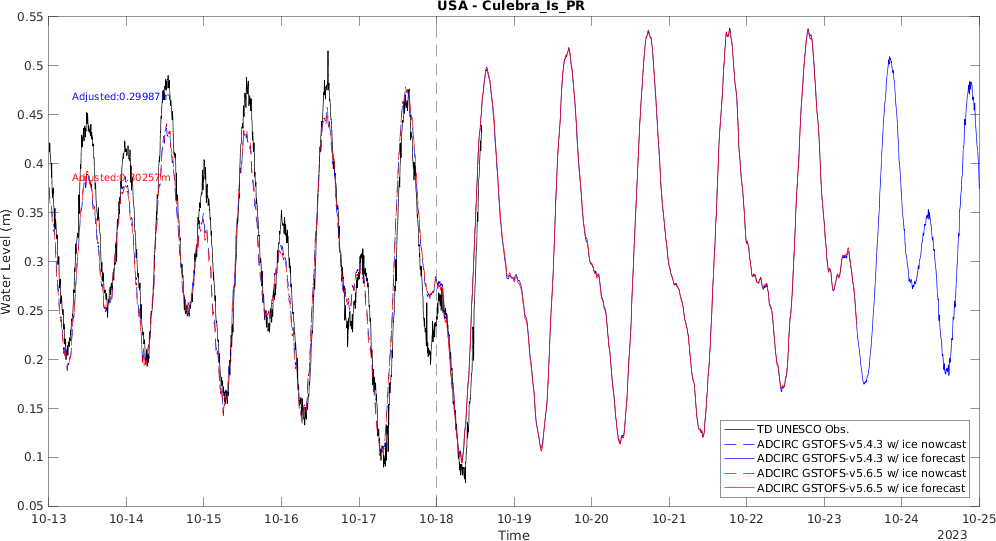 USA - Culebra_Is_PR
0.55
0.5
0.45
0.4
0.35
0.3
0.25
0.2
0.15
0.1
0.05
Water Level (m)
Adjusted:0.29987
Adjusted:0.30257m
TD UNESCO Obs.
ADCIRC GSTOFS-v5.4.3 w/ ice nowcast
ADCIRC GSTOFS-v5.4.3 w/ ice forecast
ADCIRC GSTOFS-v5.6.5 w/ ice nowcast
ADCIRC GSTOFS-v5.6.5 w/ ice forecast
10-13 10-14 10-15 10-16 10-17 10-18 10-19 10-20 10-21 10-22 10-23 10-24 10-25
Time
2023